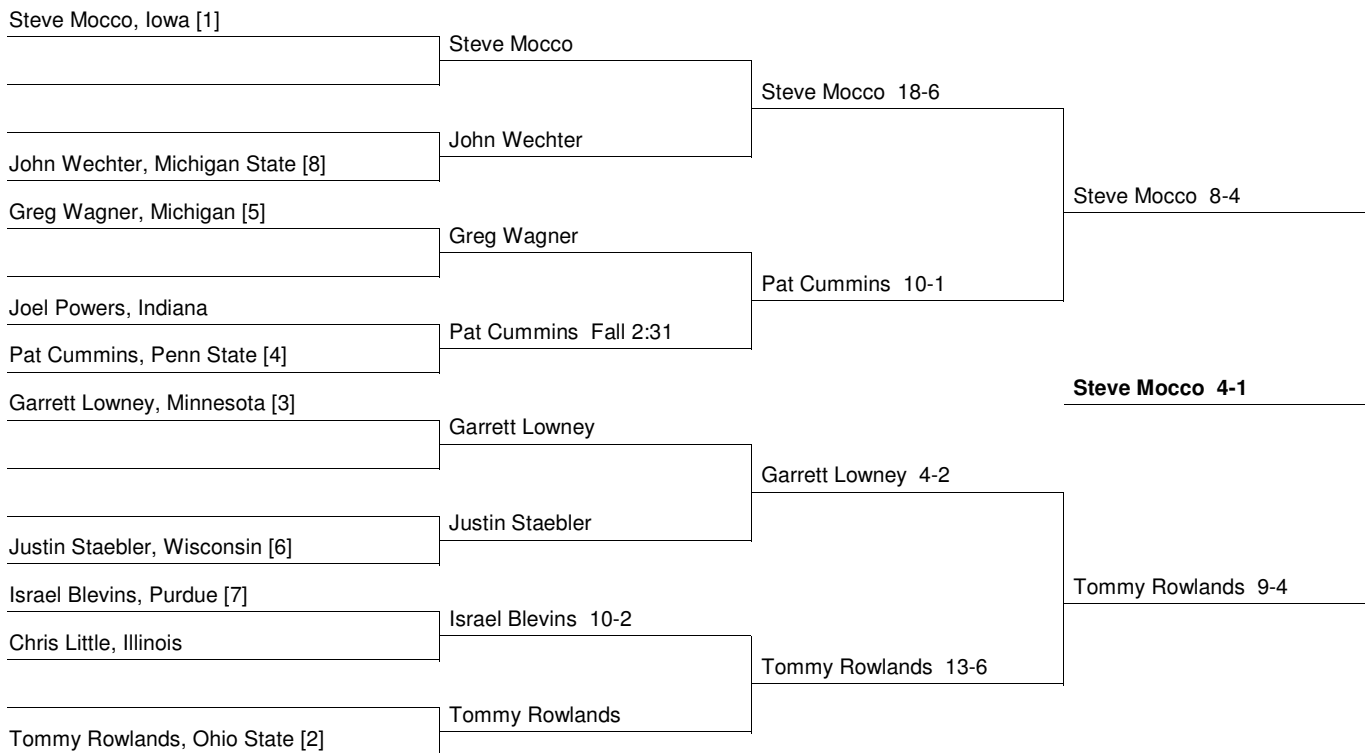 Steve Mocco, Iowa [1]
Steve Mocco
Steve Mocco 18-6
John Wechter
John Wechter, Michigan State [8]
Steve Mocco 8-4
Greg Wagner, Michigan [5]
Greg Wagner
Pat Cummins 10-1
Joel Powers, Indiana
Pat Cummins Fall 2:31
Pat Cummins, Penn State [4]
Steve Mocco 4-1
Garrett Lowney, Minnesota [3]
Garrett Lowney
Garrett Lowney 4-2
Justin Staebler
Justin Staebler, Wisconsin [6]
Tommy Rowlands 9-4
Israel Blevins, Purdue [7]
Israel Blevins 10-2
Chris Little, Illinois
Tommy Rowlands 13-6
Tommy Rowlands
Tommy Rowlands, Ohio State [2]